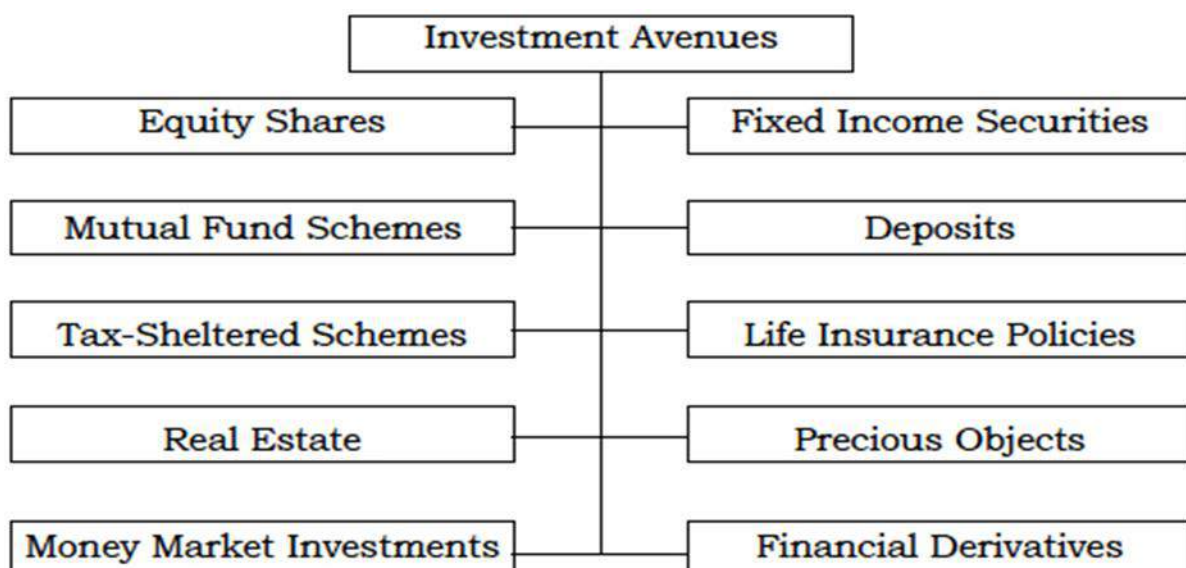 Investment Avenues
Equity Shares
Fixed Income Securities
Mutual Fund Schemes
Deposits
Tax-Sheltered Schemes
Life Insurance Policies
Real Estate
Precious Objects
Money Market Investments
Financial Derivatives